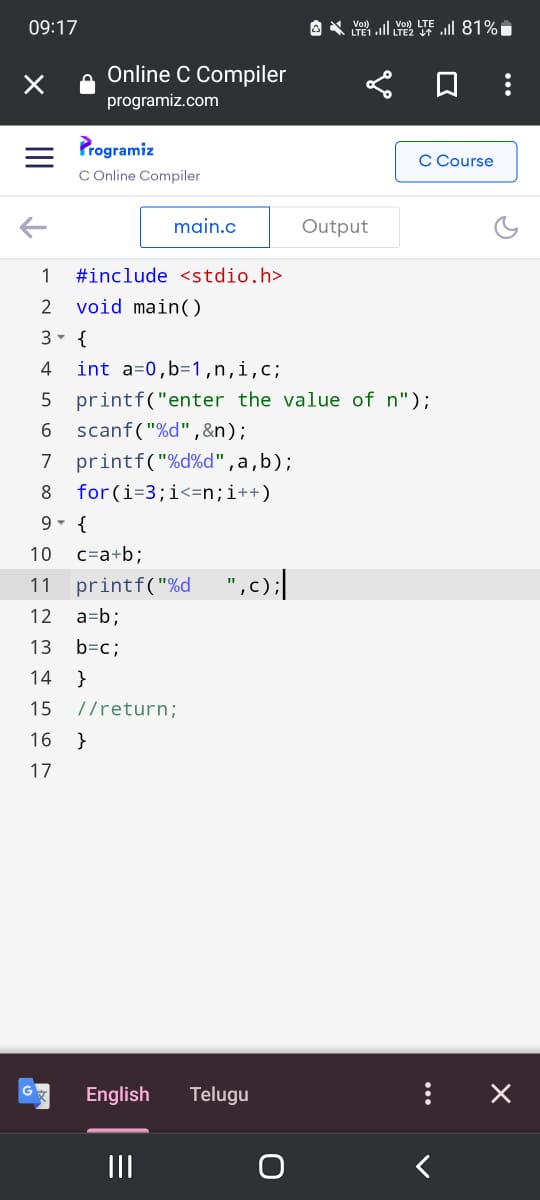 09:17 Vo)) LTE1 Vo)) LTE LTE2 81%
Online C Compiler
programiz.com
Programiz
C Online Compiler
C Course
main.c Output
1 #include <stdio.h>
2 void main()
3 {
4 int a=0,b=1,n,i,c;
5 printf("enter the value of n");
6 scanf("%d",&n);
7 printf("%d%d",a,b);
8 for(i=3;i<=n;i++)
9 {
10 c=a+b;
11 printf("%d   ",c);
12 a=b;
13 b=c;
14 }
15 //return;
16 }
17
G 文 English Telugu